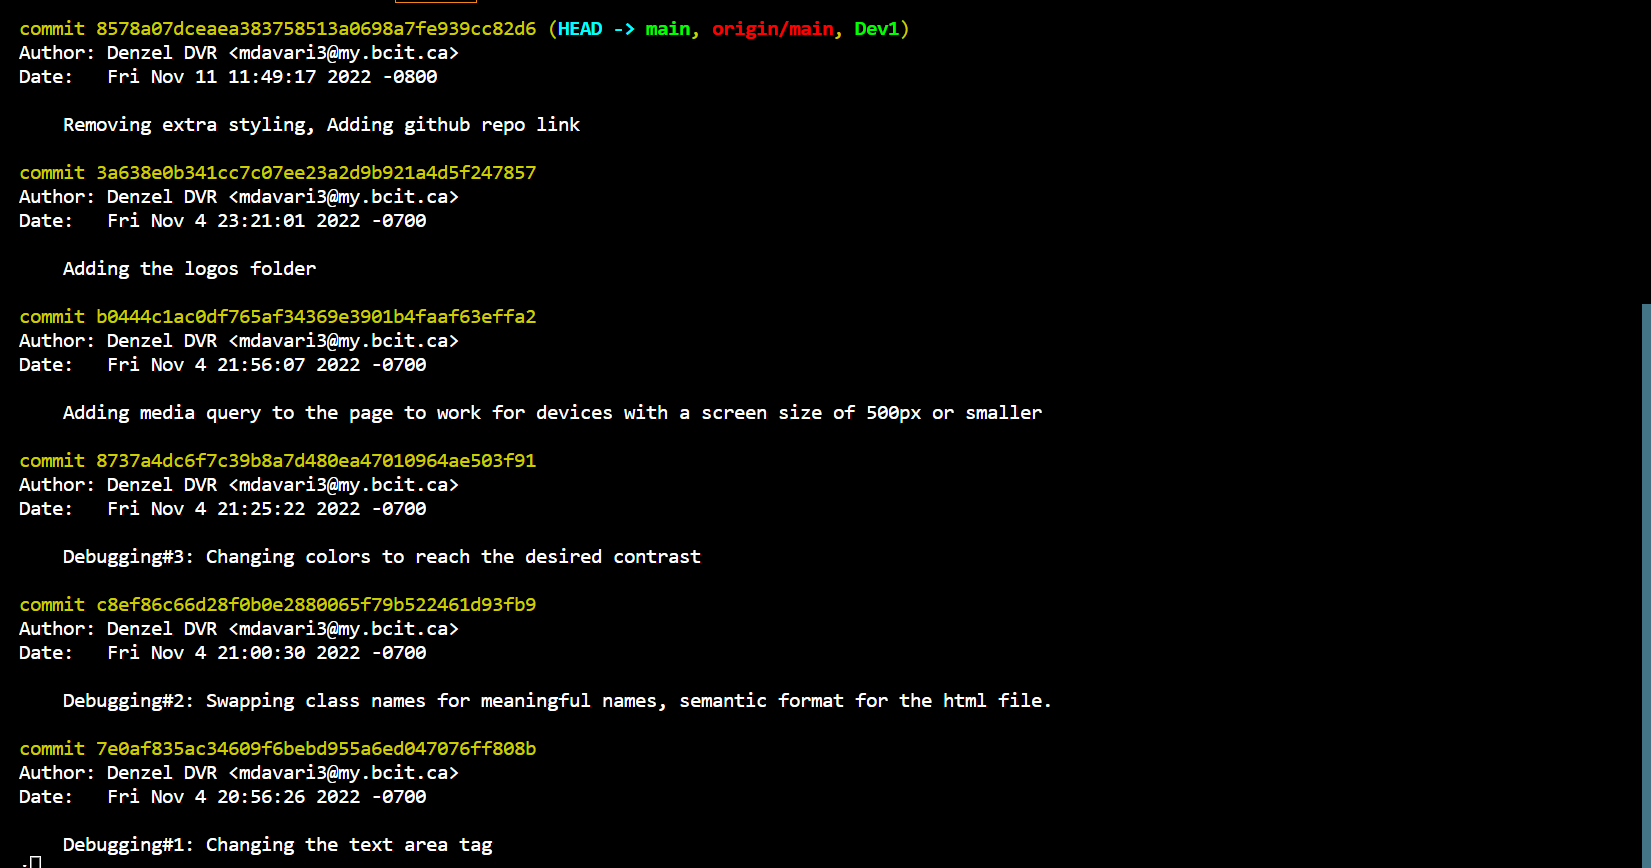 commit 8578a07dceaea383758513a0698a7fe939cc82d6 (HEAD -> main, origin/main, Dev1)
Author: Denzel DVR <mdavari3@my.bcit.ca>
Date:   Fri Nov 11 11:49:17 2022 -0800
Removing extra styling, Adding github repo link
commit 3a638e0b341cc7c07ee23a2d9b921a4d5f247857
Author: Denzel DVR <mdavari3@my.bcit.ca>
Date:   Fri Nov 4 23:21:01 2022 -0700
Adding the logos folder
commit b0444c1ac0df765af34369e3901b4faaf63effa2
Author: Denzel DVR <mdavari3@my.bcit.ca>
Date:   Fri Nov 4 21:56:07 2022 -0700
Adding media query to the page to work for devices with a screen size of 500px or smaller
commit 8737a4dc6f7c39b8a7d480ea47010964ae503f91
Author: Denzel DVR <mdavari3@my.bcit.ca>
Date:   Fri Nov 4 21:25:22 2022 -0700
Debugging#3: Changing colors to reach the desired contrast
commit c8ef86c66d28f0b0e2880065f79b522461d93fb9
Author: Denzel DVR <mdavari3@my.bcit.ca>
Date:   Fri Nov 4 21:00:30 2022 -0700
Debugging#2: Swapping class names for meaningful names, semantic format for the html file.
commit 7e0af835ac34609f6bebd955a6ed047076ff808b
Author: Denzel DVR <mdavari3@my.bcit.ca>
Date:   Fri Nov 4 20:56:26 2022 -0700
Debugging#1: Changing the text area tag